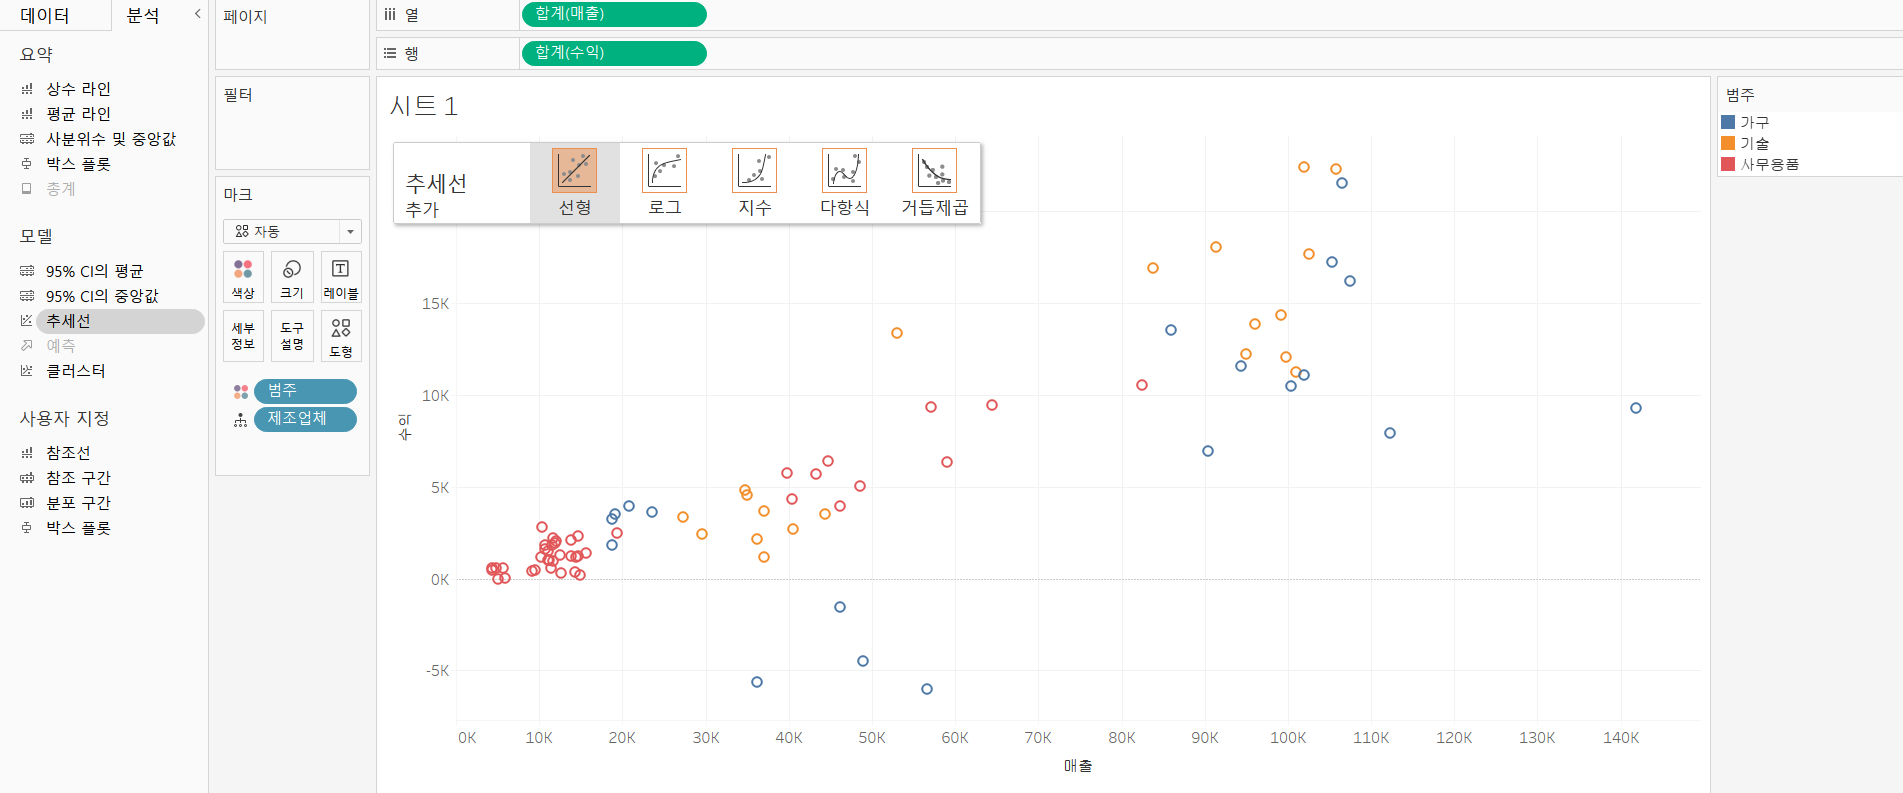 데이터
분석
요약
상수 라인
평균 라인
사분위수 및 중앙값
박스 플롯
총계
모델
95% CI의 평균
95% CI의 중앙값
추세선
예측
클러스터
사용자 지정
참조선
참조 구간
분포 구간
박스 플롯
페이지
필터
마크
자동
색상
크기
레이블
세부
정보
도구
설명
도형
범주
제조업체
열
합계(매출)
행
합계(수익)
시트 1
추세선
추가
선형
로그
지수
다항식
거듭제곱
수익
15K
10K
5K
0K
-5K
0K
10K
20K
30K
40K
50K
60K
70K
80K
90K
100K
110K
120K
130K
140K
매출
범주
가구
기술
사무용품